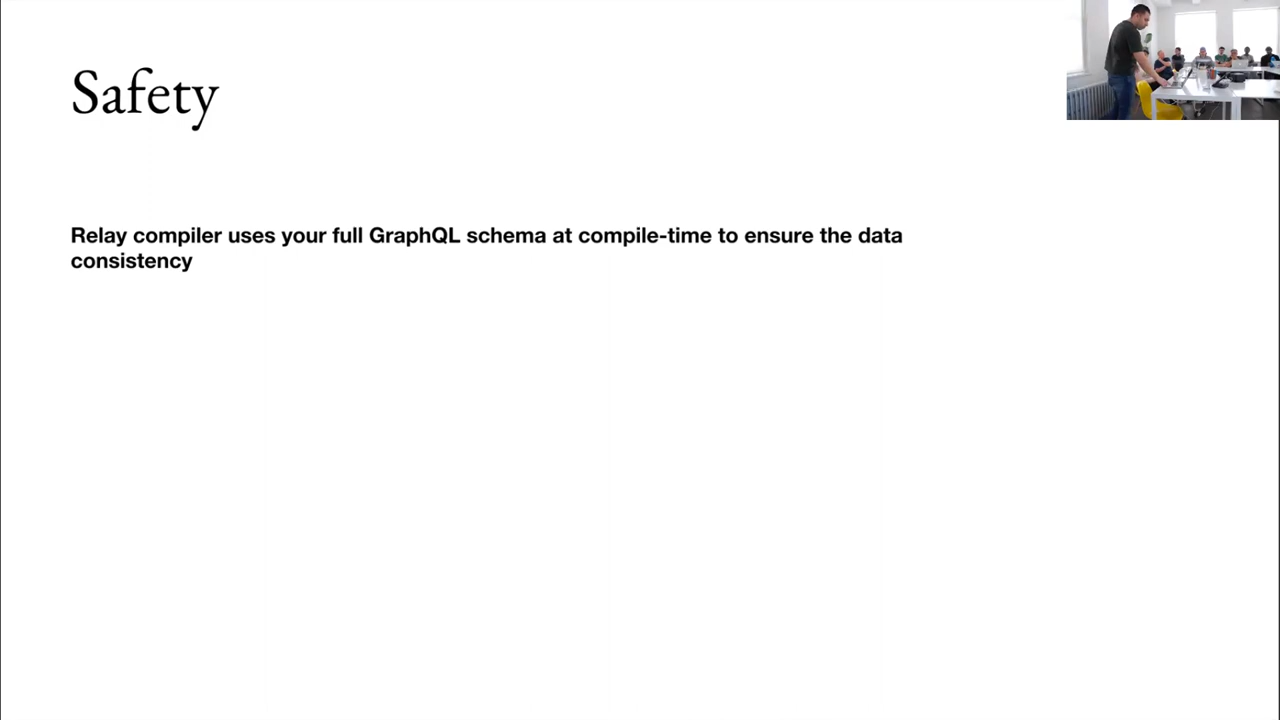 Safety
Relay compiler uses your full GraphQL schema at compile-time to ensure the data
consistency